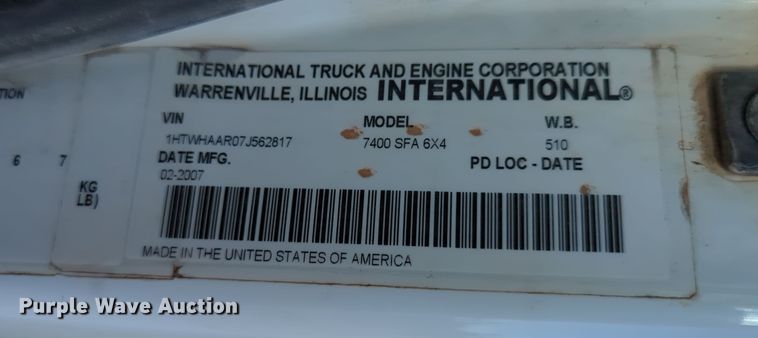 INTERNATIONAL TRUCK AND ENGINE CORPORATION
WARRENVILLE, ILLINOIS INTERNATIONAL®
VIN MODEL W.B.
1HTWHAAR07J562817 7400 SFA 6X4 510
DATE MFG. PD LOC - DATE
02-2007
MADE IN THE UNITED STATES OF AMERICA
6 7
KG
LB)
Purple Wave Auction